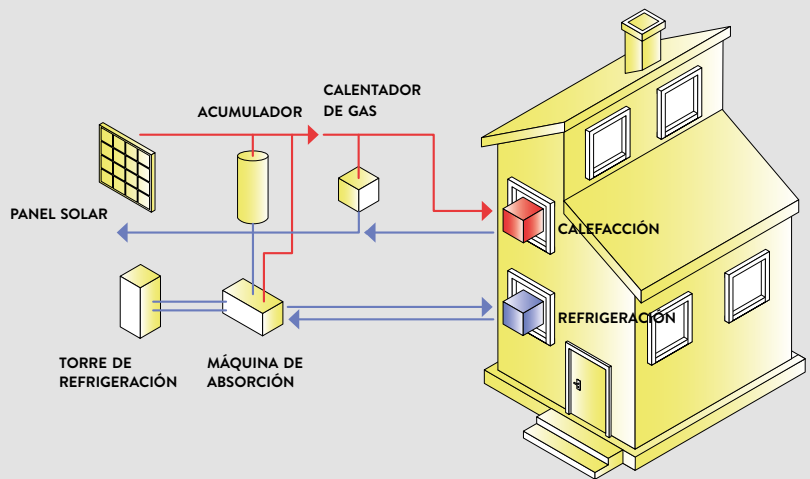 CALENTADOR
DE GAS
ACUMULADOR
PANEL SOLAR
CALEFACCIÓN
REFRIGERACIÓN
TORRE DE
REFRIGERACIÓN
MÁQUINA DE
ABSORCIÓN